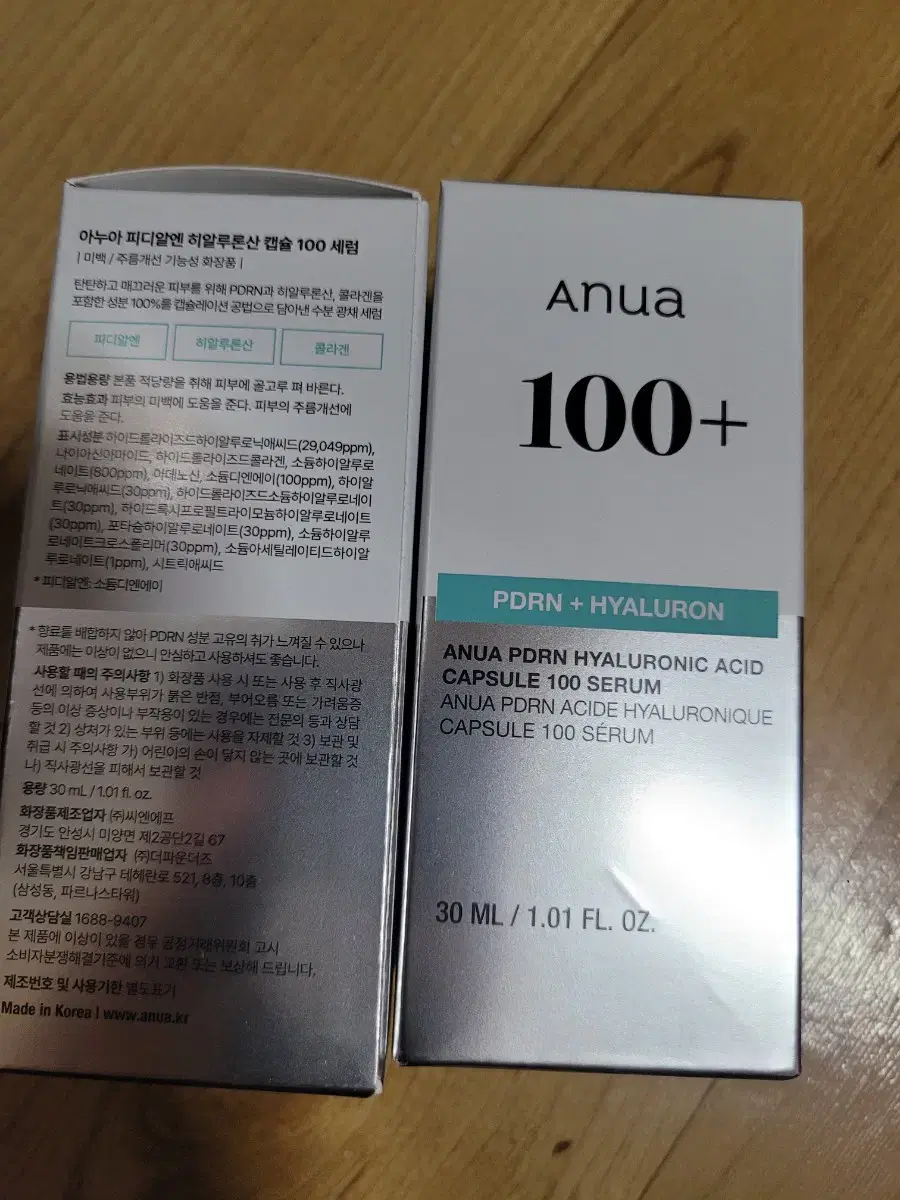 아누아 피디알엔 히알루론산 캡슐 100 세럼
| 미백 / 주름개선 기능성 화장품 |
탄탄하고 매끄러운 피부를 위해 PDRN과 히알루론산, 콜라겐을
포함한 성분 100%를 캡슐레이션 공법으로 담아낸 수분 광채 세럼
피디알엔 히알루론산 콜라겐
용법용량 본품 적당량을 취해 피부에 골고루 펴 바른다.
효능효과 피부의 미백에 도움을 준다. 피부의 주름개선에
도움을 준다.
표시성분 하이드롤라이즈드하이알루로닉애씨드(29,049ppm),
나이아신아마이드, 하이드롤라이즈드콜라겐, 소듐하이알루로
네이트(800ppm), 아데노신, 소듐디엔에이(100ppm), 하이알
루로닉애씨드(30ppm), 하이드롤라이즈드소듐하이알루로네이
트(30ppm), 하이드록시프로필트라이모늄하이알루로네이트
(30ppm), 포타슘하이알루로네이트(30ppm), 소듐하이알루
로네이트크로스폴리머(30ppm), 소듐아세틸레이티드하이알
루로네이트(1ppm), 시트릭애씨드
* 피디알엔: 소듐디엔에이
* 향료를 배합하지 않아 PDRN 성분 고유의 취가 느껴질 수 있으나
제품에는 이상이 없으니 안심하고 사용하셔도 좋습니다.
사용할 때의 주의사항 1) 화장품 사용 시 또는 사용 후 직사광
선에 의하여 사용부위가 붉은 반점, 부어오름 또는 가려움증
등의 이상 증상이나 부작용이 있는 경우에는 전문의 등과 상담
할 것 2) 상처가 있는 부위 등에는 사용을 자제할 것 3) 보관 및
취급 시 주의사항 가) 어린이의 손이 닿지 않는 곳에 보관할 것
나) 직사광선을 피해서 보관할 것
용량 30 mL / 1.01 fl. oz.
화장품제조업자 ㈜씨엔에프
경기도 안성시 미양면 제2공단2길 67
화장품책임판매업자 ㈜더파운더즈
서울특별시 강남구 테헤란로 521, 8층, 10층
(삼성동, 파르나스타워)
고객상담실 1688-9407
본 제품에 이상이 있을 경우 공정거래위원회 고시
소비자분쟁해결기준에 의거 교환 또는 보상해 드립니다.
제조번호 및 사용기한 별도표기
Made in Korea | www.anua.kr
Anua
100+
PDRN + HYALURON
ANUA PDRN HYALURONIC ACID
CAPSULE 100 SERUM
ANUA PDRN ACIDE HYALURONIQUE
CAPSULE 100 SÉRUM
30 ML / 1.01 FL. OZ.